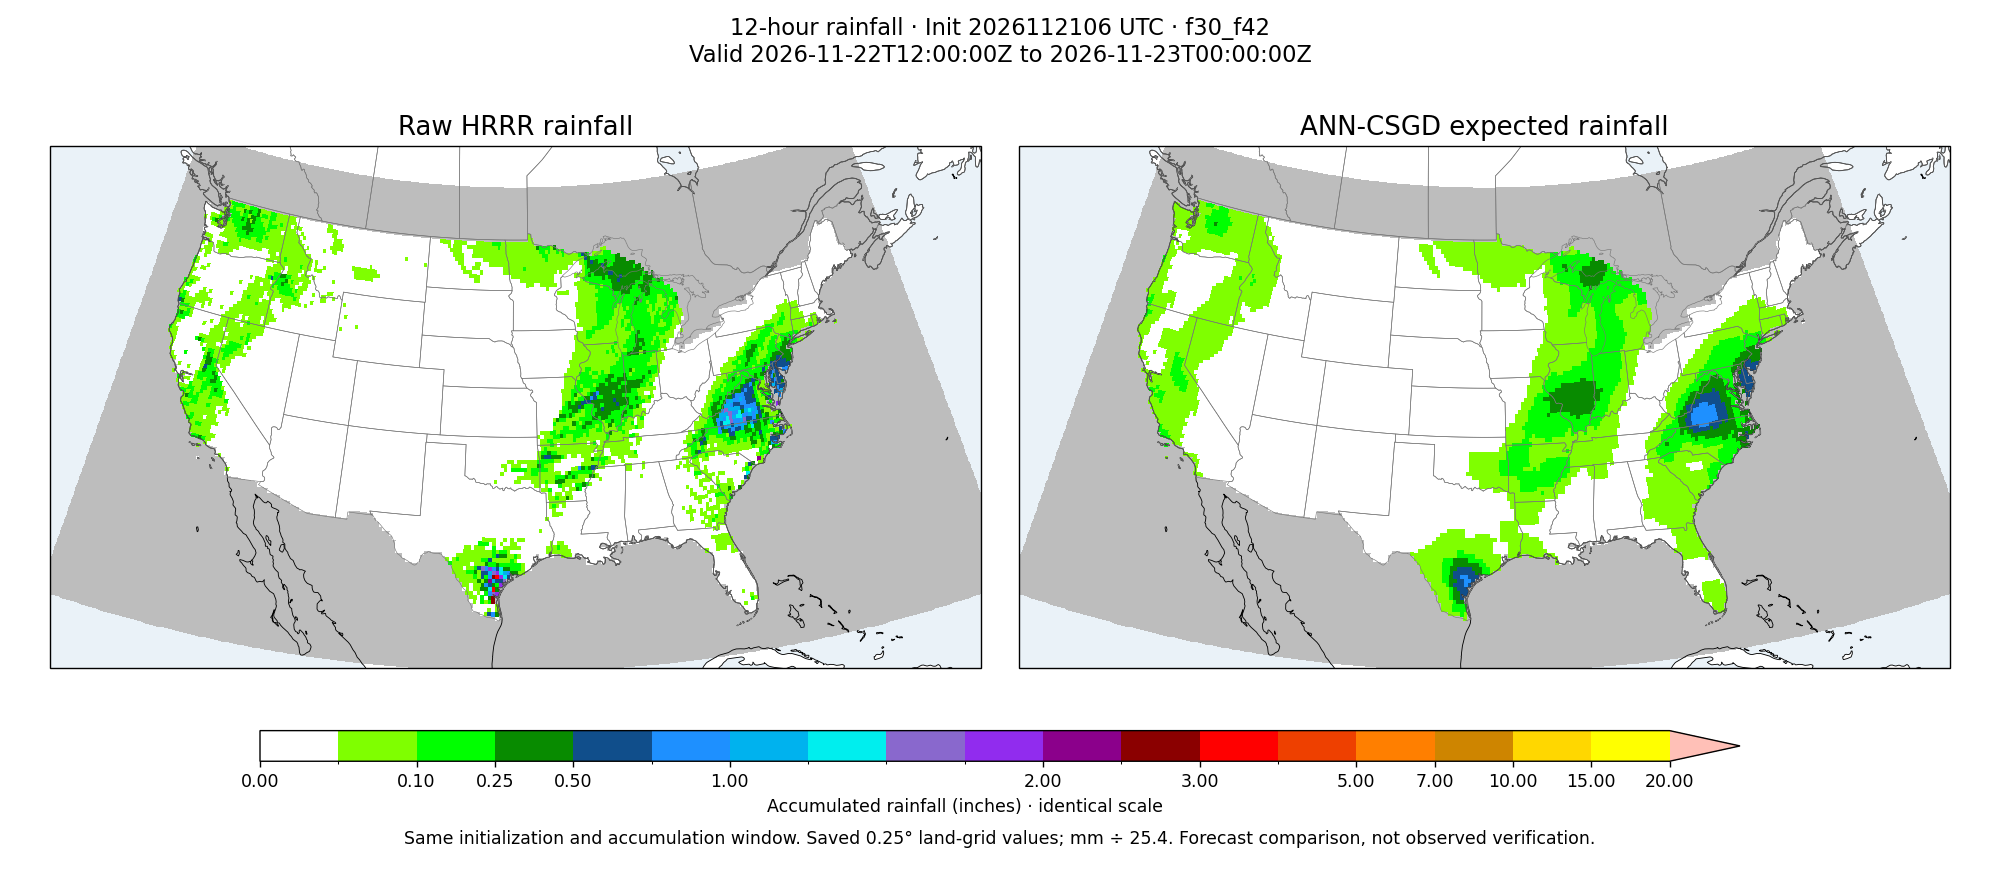 12-hour rainfall · Init 2026112106 UTC · f30_f42
Valid 2026-11-22T12:00:00Z to 2026-11-23T00:00:00Z
Raw HRRR rainfall
ANN-CSGD expected rainfall
0.00 0.10 0.25 0.50 1.00 2.00 3.00 5.00 7.00 10.00 15.00 20.00
Accumulated rainfall (inches) · identical scale
Same initialization and accumulation window. Saved 0.25° land-grid values; mm ÷ 25.4. Forecast comparison, not observed verification.